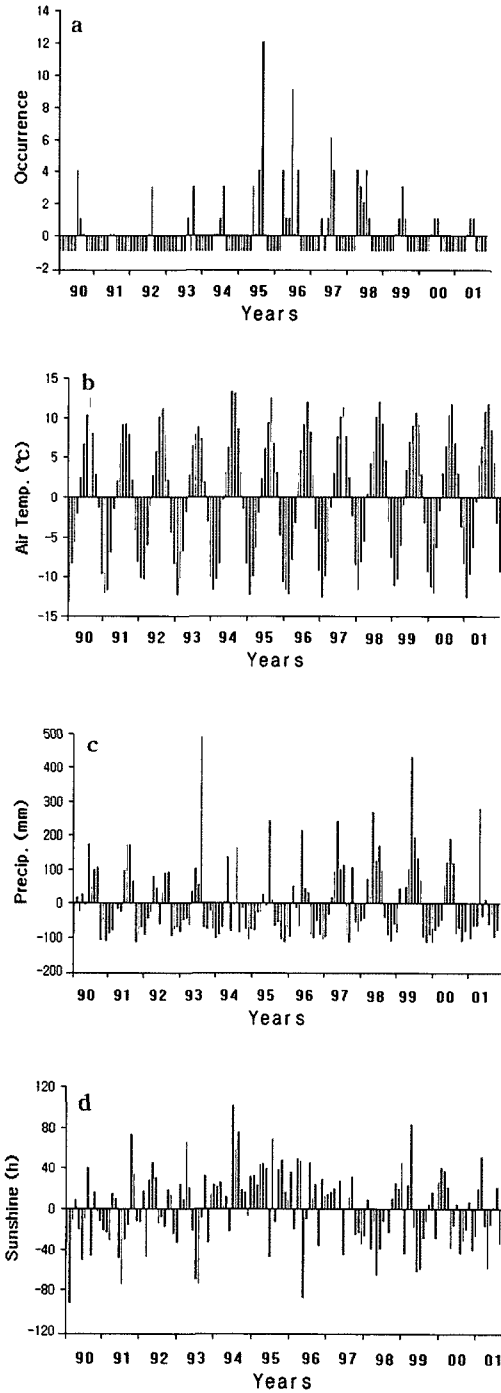 a
14
12
10
8
6
4
2
0
-2
Occurrence
90 91 92 93 94 95 96 97 98 99 00 01
Years
b
15
10
5
0
-5
-10
-15
Air Temp. (℃)
90 91 92 93 94 95 96 97 98 99 00 01
Years
c
500
400
300
200
100
0
-100
-200
Precip. (mm)
90 91 92 93 94 95 96 97 98 99 00 01
Years
d
120
80
40
0
-40
-80
-120
Sunshine (h)
90 91 92 93 94 95 96 97 98 99 00 01
Years